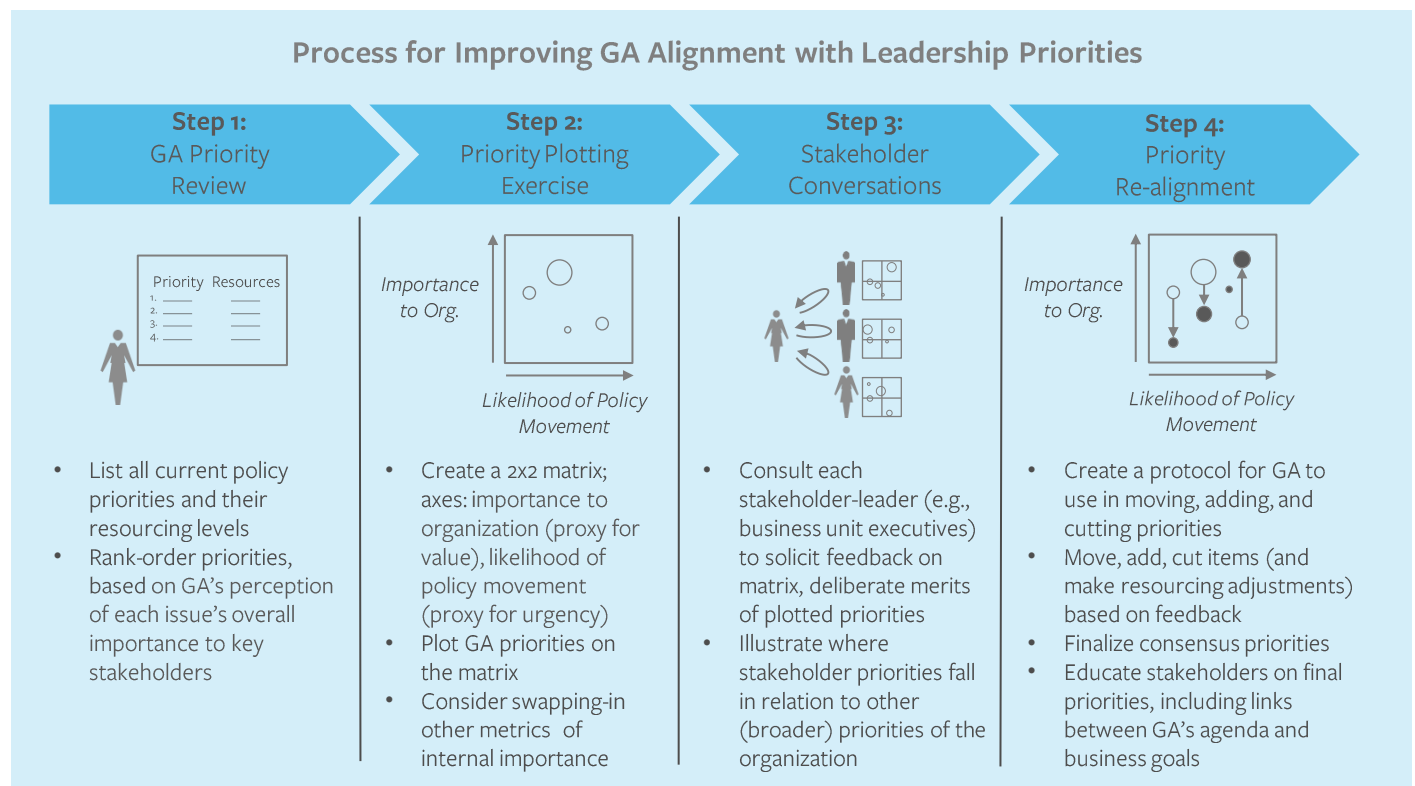 Process for Improving GA Alignment with Leadership Priorities
Step 1:
GA Priority
Review
Priority Resources
1.
2.
3.
4.
• List all current policy
priorities and their
resourcing levels
• Rank-order priorities,
based on GA's perception
of each issue's overall
importance to key
stakeholders
Step 2:
Priority Plotting
Exercise
Importance
to Org.
Likelihood of Policy
Movement
• Create a 2x2 matrix;
axes: importance to
organization (proxy for
value), likelihood of
policy movement
(proxy for urgency)
• Plot GA priorities on
the matrix
• Consider swapping-in
other metrics of
internal importance
Step 3:
Stakeholder
Conversations
• Consult each
stakeholder-leader (e.g.,
business unit executives)
to solicit feedback on
matrix, deliberate merits
of plotted priorities
• Illustrate where
stakeholder priorities fall
in relation to other
(broader) priorities of the
organization
Step 4:
Priority
Re-alignment
Importance
to Org.
Likelihood of Policy
Movement
• Create a protocol for GA to
use in moving, adding, and
cutting priorities
• Move, add, cut items (and
make resourcing adjustments)
based on feedback
• Finalize consensus priorities
• Educate stakeholders on final
priorities, including links
between GA's agenda and
business goals